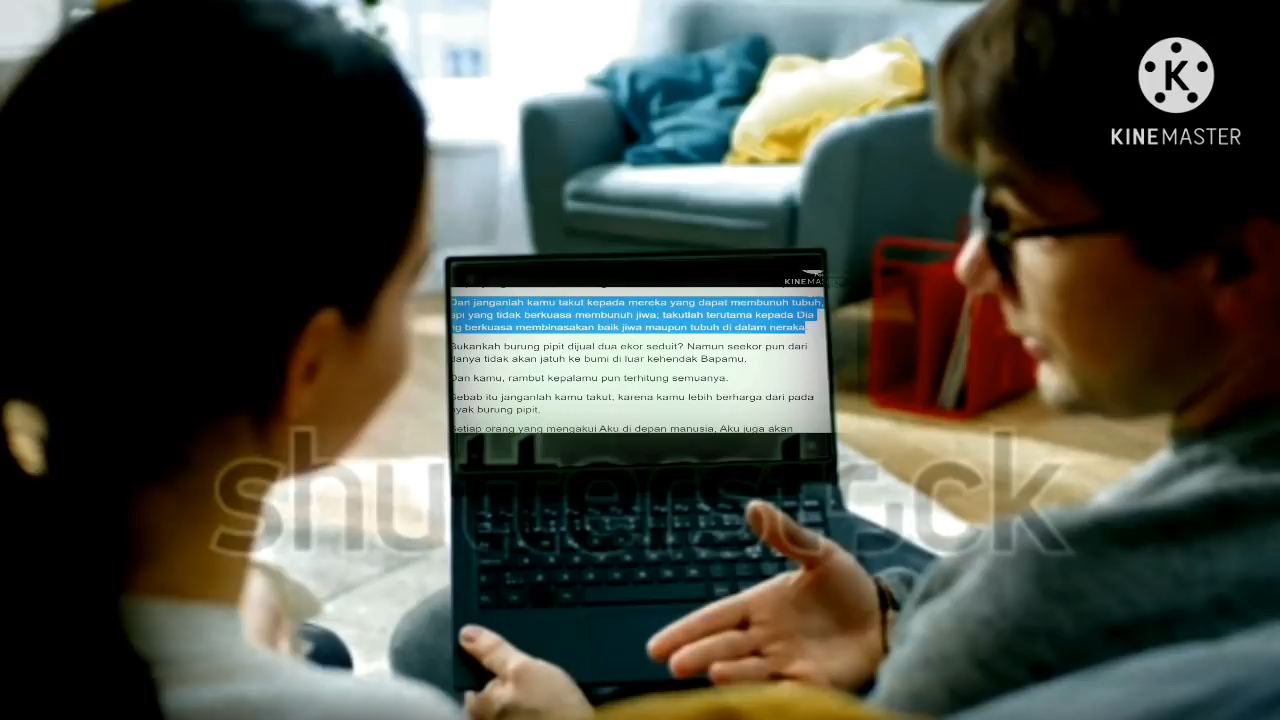 K
KINEMASTER
KINEMAS
Dan janganlah kamu takut kepada mereka yang dapat membunuh tubuh,
api yang tidak berkuasa membunuh jiwa; takutlah terutama kepada Dia
ng berkuasa membinasakan baik jiwa maupun tubuh di dalam neraka.
Bukankah burung pipit dijual dua ekor seduit? Namun seekor pun dari
danya tidak akan jatuh ke bumi di luar kehendak Bapamu.
Dan kamu, rambut kepalamu pun terhitung semuanya.
Sebab itu janganlah kamu takut, karena kamu lebih berharga dari pada
yak burung pipit.
Setiap orang yang mengakui Aku di depan manusia, Aku juga akan
shutterstock